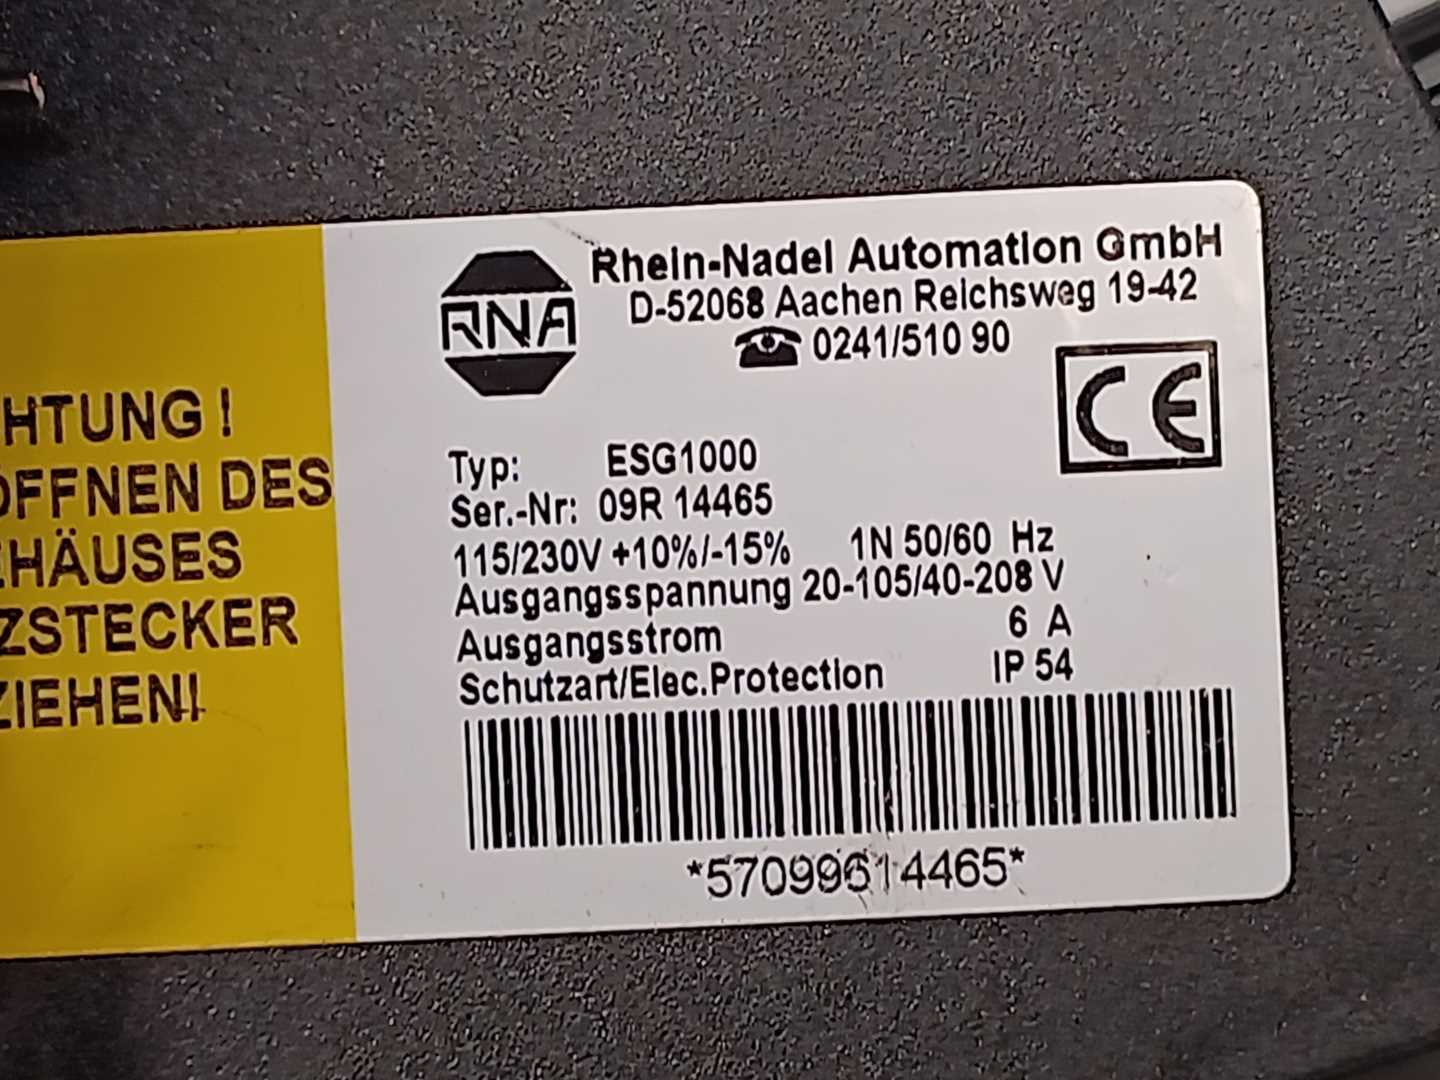 HTUNG !
ÖFFNEN DES
EHÄUSES
ZSTECKER
ZIEHEN!
RNA
Rhein-Nadel Automation GmbH
D-52068 Aachen Reichsweg 19-42
☎ 0241/510 90
CE
Typ: ESG1000
Ser.-Nr: 09R 14465
115/230V +10%/-15% 1N 50/60 Hz
Ausgangsspannung 20-105/40-208 V
Ausgangsstrom 6 A
Schutzart/Elec.Protection IP 54
*57099614465*